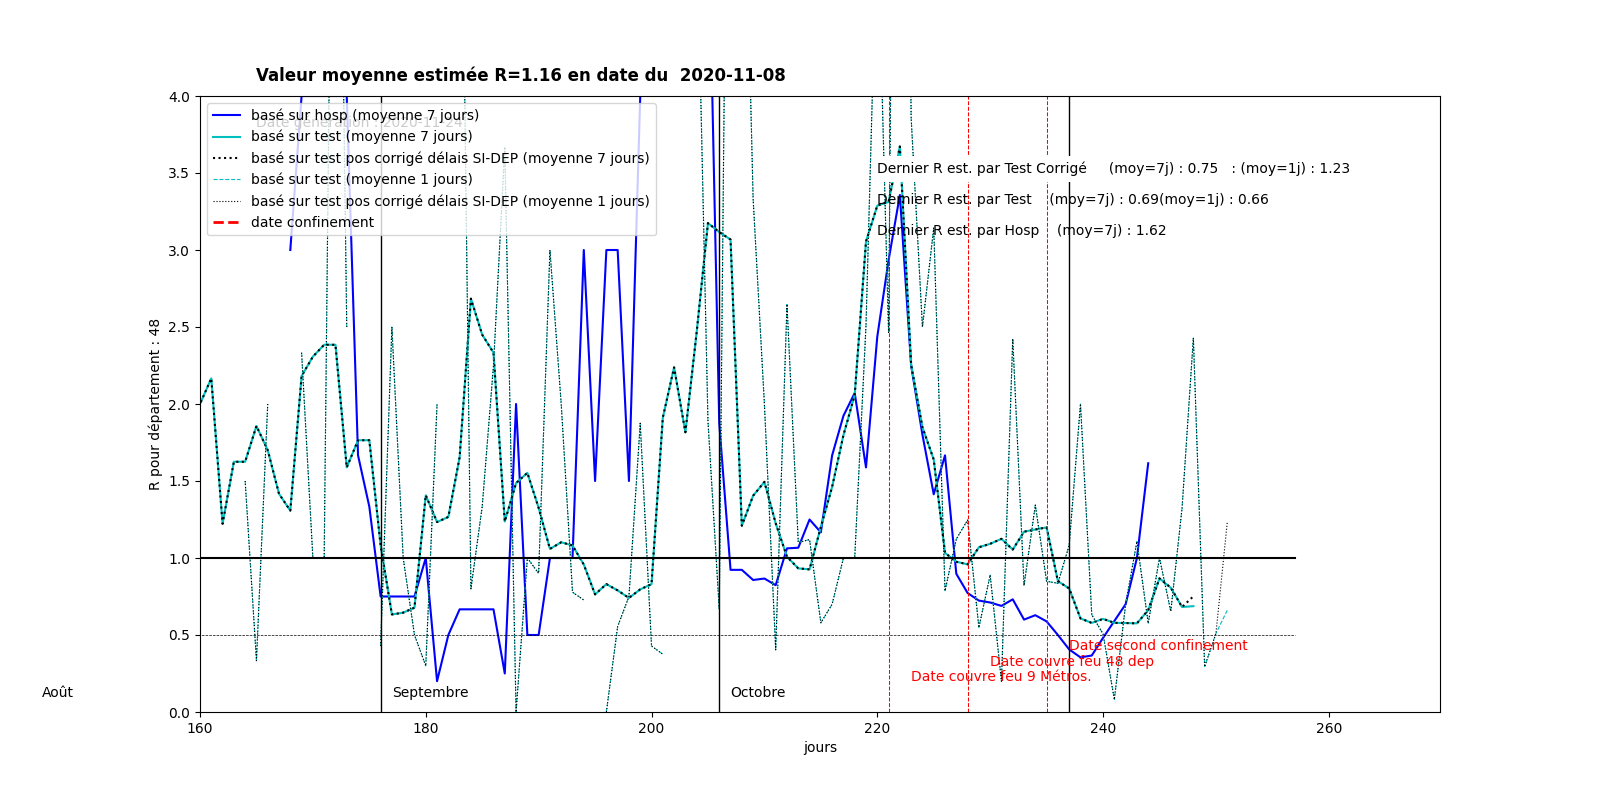 Valeur moyenne estimée R=1.16 en date du  2020-11-08
4.0
3.5
3.0
2.5
2.0
1.5
1.0
0.5
0.0
R pour département : 48
basé sur hosp (moyenne 7 jours)
basé sur test (moyenne 7 jours)
basé sur test pos corrigé délais SI-DEP (moyenne 7 jours)
basé sur test (moyenne 1 jours)
basé sur test pos corrigé délais SI-DEP (moyenne 1 jours)
date confinement
Dernier R est. par Test Corrigé     (moy=7j) : 0.75   : (moy=1j) : 1.23
Dernier R est. par Test    (moy=7j) : 0.69(moy=1j) : 0.66
Dernier R est. par Hosp    (moy=7j) : 1.62
Date second confinement
Date couvre feu 48 dep
Date couvre feu 9 Métros.
Août
Septembre
Octobre
160 180 200 220 240 260
jours